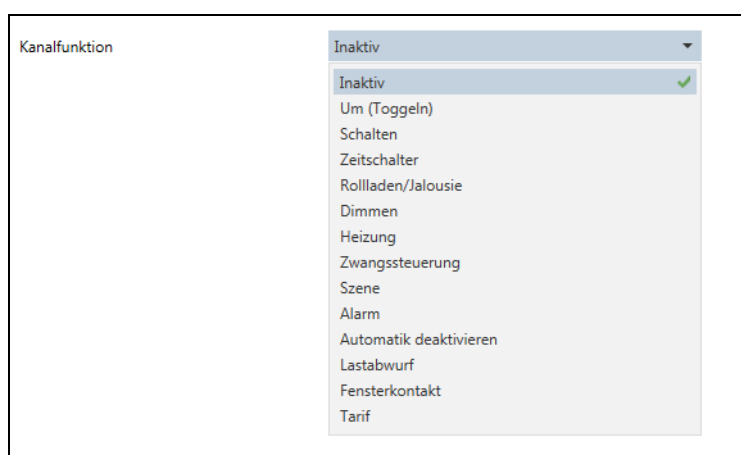 Kanalfunktion Inaktiv
Inaktiv
Um (Toggeln)
Schalten
Zeitschalter
Rollladen/Jalousie
Dimmen
Heizung
Zwangssteuerung
Szene
Alarm
Automatik deaktivieren
Lastabwurf
Fensterkontakt
Tarif